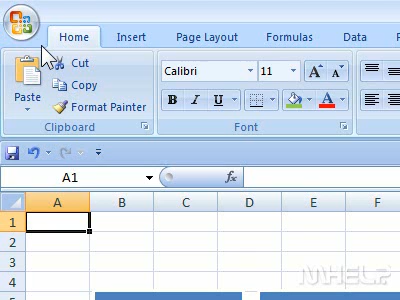 Home Insert Page Layout Formulas Data
Cut
Calibri 11 A A
Copy
Paste Format Painter
B I U A
Clipboard Font
A1 fx
A B C D E F
1
2
3
4
5
MHELP